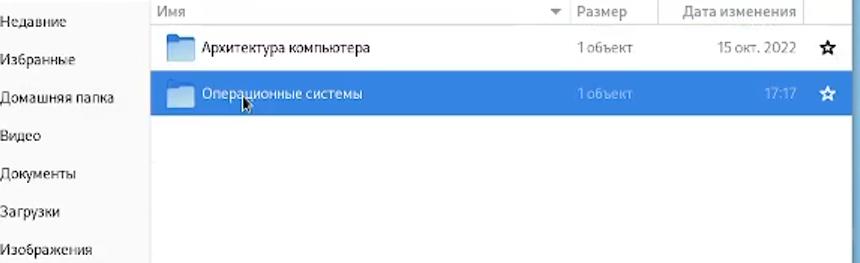 Недавние
Избранные
Домашняя папка
Видео
Документы
Загрузки
Изображения
Имя Размер Дата изменения
Архитектура компьютера 1 объект 15 окт. 2022
Операционные системы 1 объект 17:17